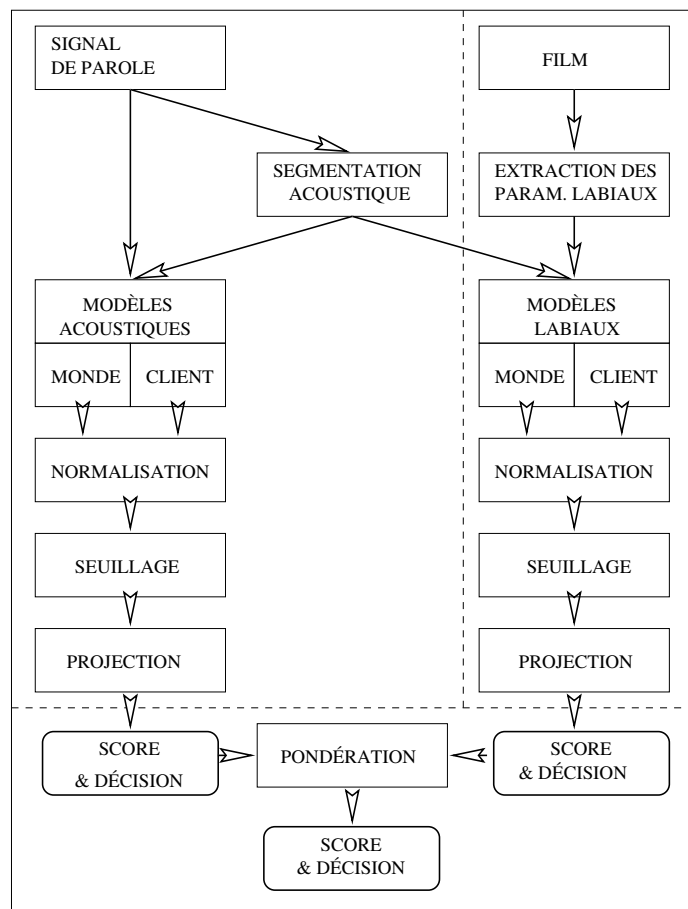 SIGNAL
DE PAROLE
FILM
SEGMENTATION
ACOUSTIQUE
EXTRACTION DES
PARAM. LABIAUX
MODÈLES
ACOUSTIQUES
MONDE
CLIENT
MODÈLES
LABIAUX
MONDE
CLIENT
NORMALISATION
NORMALISATION
SEUILLAGE
SEUILLAGE
PROJECTION
PROJECTION
SCORE
& DÉCISION
PONDÉRATION
SCORE
& DÉCISION
SCORE
& DÉCISION